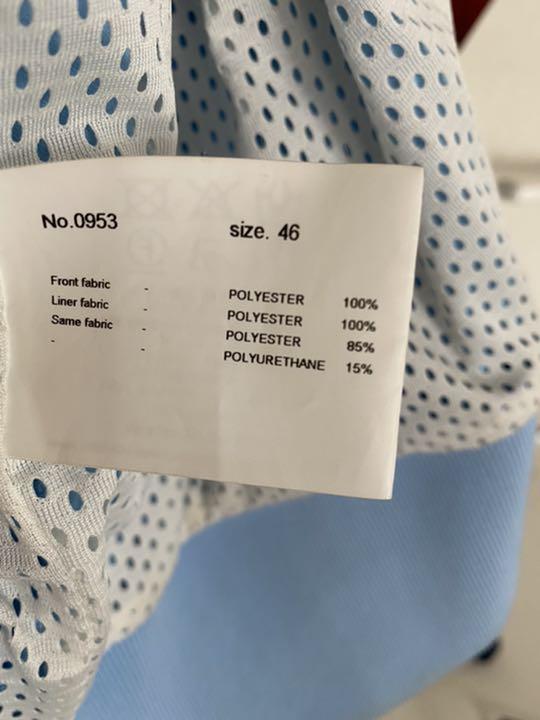 No.0953 size. 46
Front fabric - POLYESTER 100%
Liner fabric - POLYESTER 100%
Same fabric - POLYESTER 85%
- - POLYURETHANE 15%